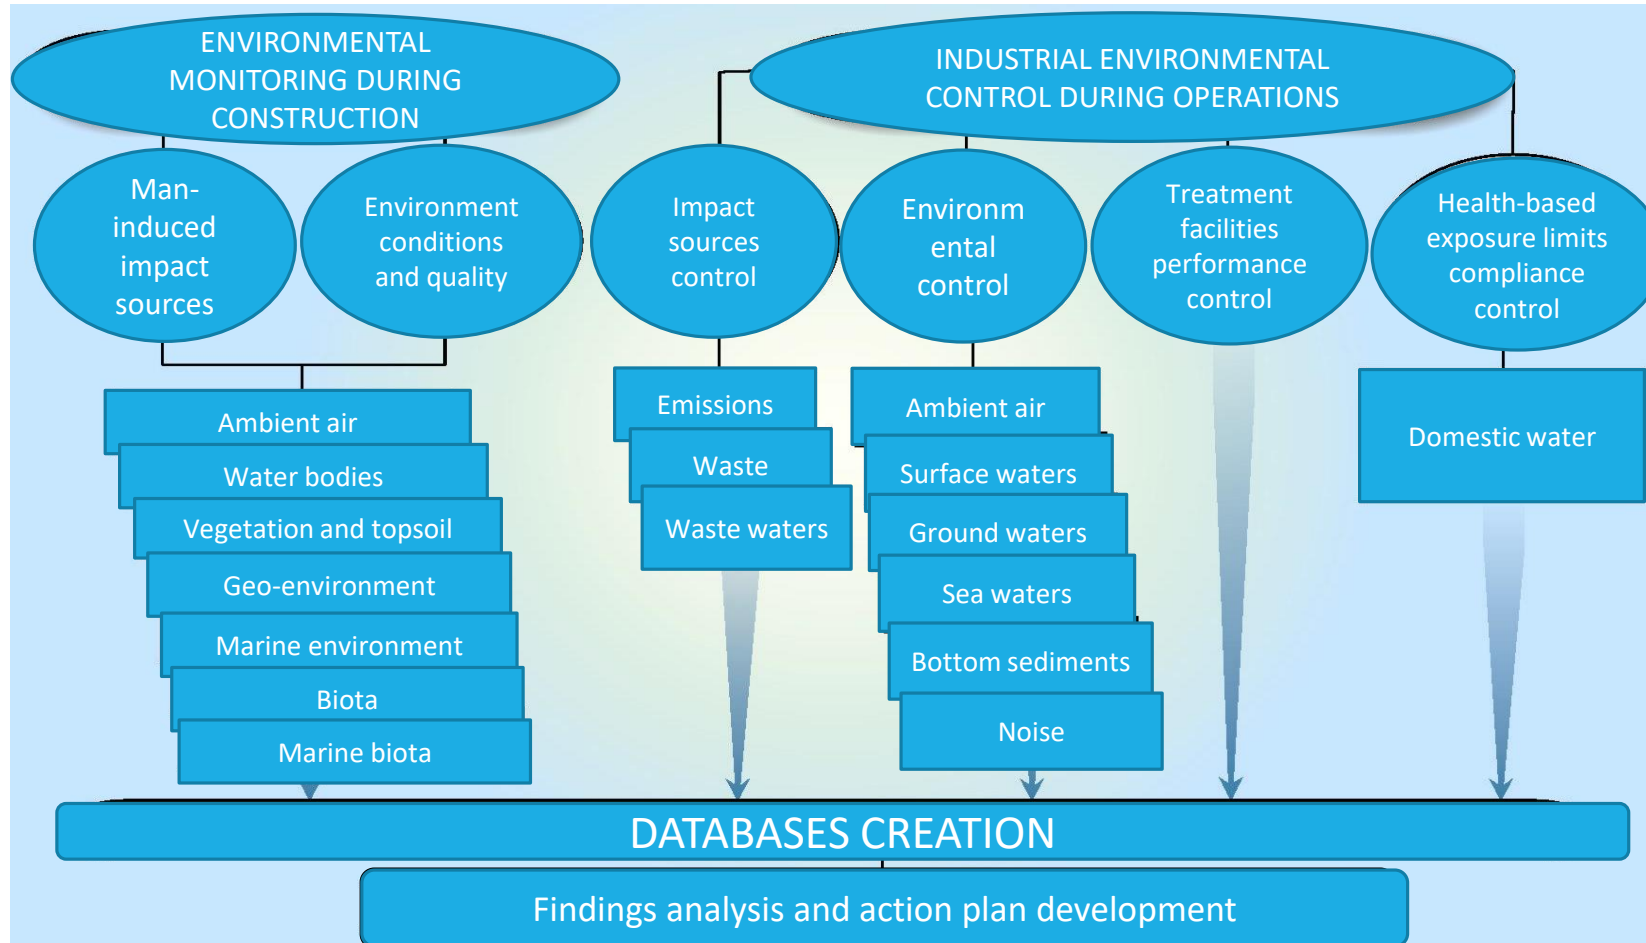 ENVIRONMENTAL
MONITORING DURING
CONSTRUCTION
INDUSTRIAL ENVIRONMENTAL
CONTROL DURING OPERATIONS
Man-
induced
impact
sources
Environment
conditions
and quality
Impact
sources
control
Environm
ental
control
Treatment
facilities
performance
control
Health-based
exposure limits
compliance
control
Ambient air
Water bodies
Vegetation and topsoil
Geo-environment
Marine environment
Biota
Marine biota
Emissions
Waste
Waste waters
Ambient air
Surface waters
Ground waters
Sea waters
Bottom sediments
Noise
Domestic water
DATABASES CREATION
Findings analysis and action plan development